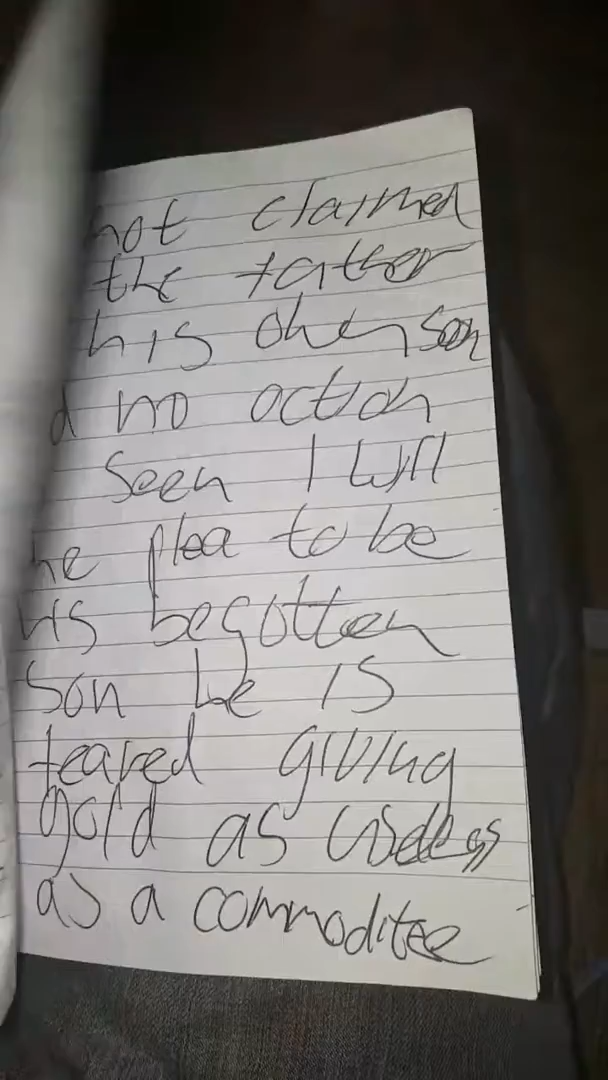 not claimed
the father
his own son
d no action
seen I will
he plea to be
his begotten
son he is
feared giving
gold as useless
as a commoditee